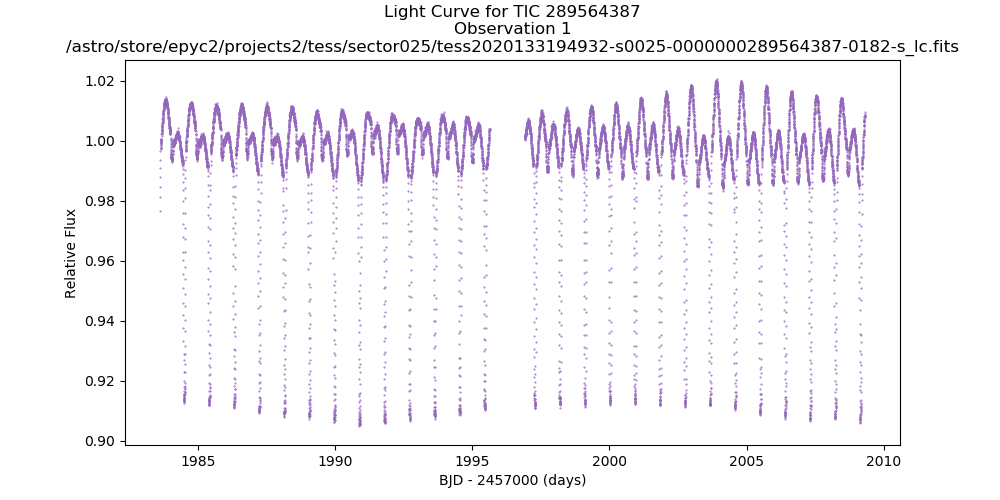 Light Curve for TIC 289564387
Observation 1
/astro/store/epyc2/projects2/tess/sector025/tess2020133194932-s0025-0000000289564387-0182-s_lc.fits
1.02
1.00
0.98
0.96
0.94
0.92
0.90
Relative Flux
1985
1990
1995
2000
2005
2010
BJD - 2457000 (days)